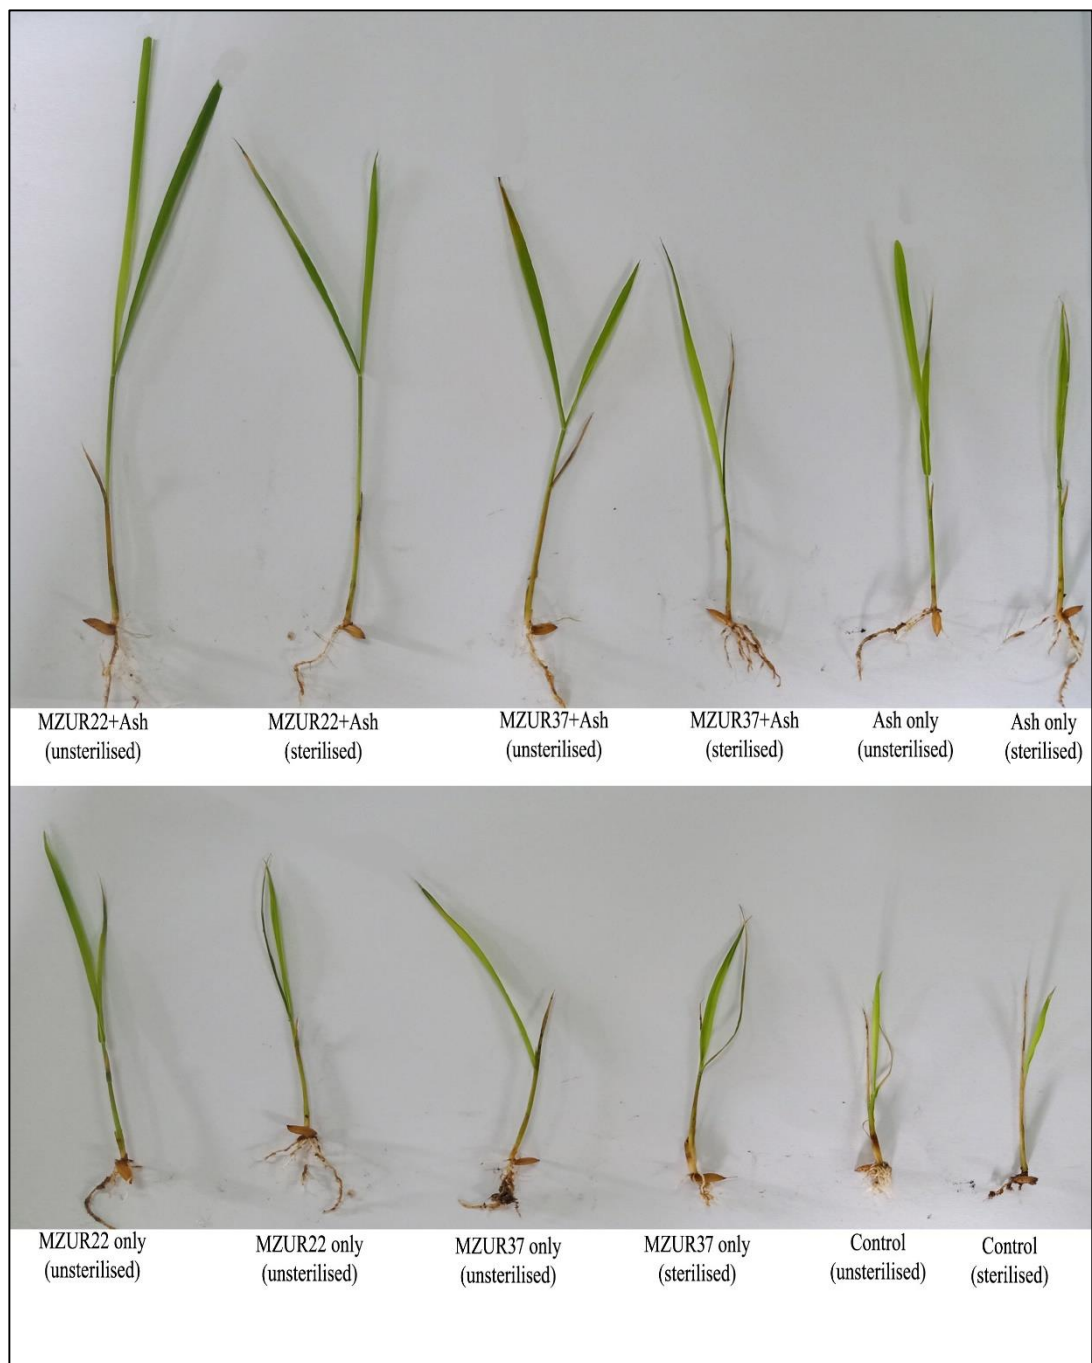 MZUR22+Ash
(unsterilised)
MZUR22+Ash
(sterilised)
MZUR37+Ash
(unsterilised)
MZUR37+Ash
(sterilised)
Ash only
(unsterilised)
Ash only
(sterilised)
MZUR22 only
(unsterilised)
MZUR22 only
(unsterilised)
MZUR37 only
(unsterilised)
MZUR37 only
(sterilised)
Control
(unsterilised)
Control
(sterilised)